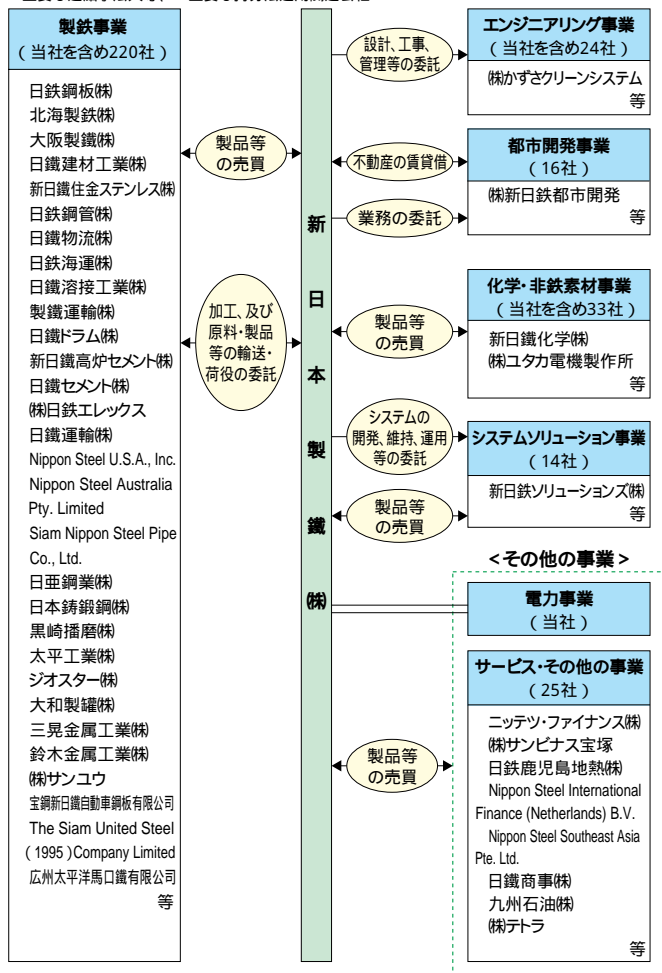 製鉄事業
(当社を含め220社)
日鉄鋼板㈱
北海製鉄㈱
大阪製鐵㈱
日鐵建材工業㈱
新日鐵住金ステンレス㈱
日鉄鋼管㈱
日鐵物流㈱
日鉄海運㈱
日鐵溶接工業㈱
製鐵運輸㈱
日鐵ドラム㈱
新日鐵高炉セメント㈱
日鐵セメント㈱
㈱日鉄エレックス
日鐵運輸㈱
Nippon Steel U.S.A., Inc.
Nippon Steel Australia
Pty. Limited
Siam Nippon Steel Pipe
Co., Ltd.
日亜鋼業㈱
日本鋳鍛鋼㈱
黒崎播磨㈱
太平工業㈱
ジオスター㈱
大和製罐㈱
三晃金属工業㈱
鈴木金属工業㈱
㈱サンユウ
宝鋼新日鐵自動車鋼板有限公司
The Siam United Steel
(1995)Company Limited
広州太平洋馬口鐵有限公司
等
製品等
の売買
加工、及び
原料・製品
等の輸送・
荷役の委託
新日本製鐵㈱
設計、工事、
管理等の委託
エンジニアリング事業
(当社を含め24社)
㈱かずさクリーンシステム
等
不動産の賃貸借
業務の委託
都市開発事業
(16社)
㈱新日鉄都市開発
等
製品等
の売買
化学・非鉄素材事業
(当社を含め33社)
新日鐵化学㈱
㈱ユタカ電機製作所
等
システムの
開発、維持、運用
等の委託
製品等
の売買
システムソリューション事業
(14社)
新日鉄ソリューションズ㈱
等
<その他の事業>
電力事業
(当社)
製品等
の売買
サービス・その他の事業
(25社)
ニッテツ・ファイナンス㈱
㈱サンビナス宝塚
日鉄鹿児島地熱㈱
Nippon Steel International
Finance (Netherlands) B.V.
Nippon Steel Southeast Asia
Pte. Ltd.
日鐵商事㈱
九州石油㈱
㈱テトラ
等